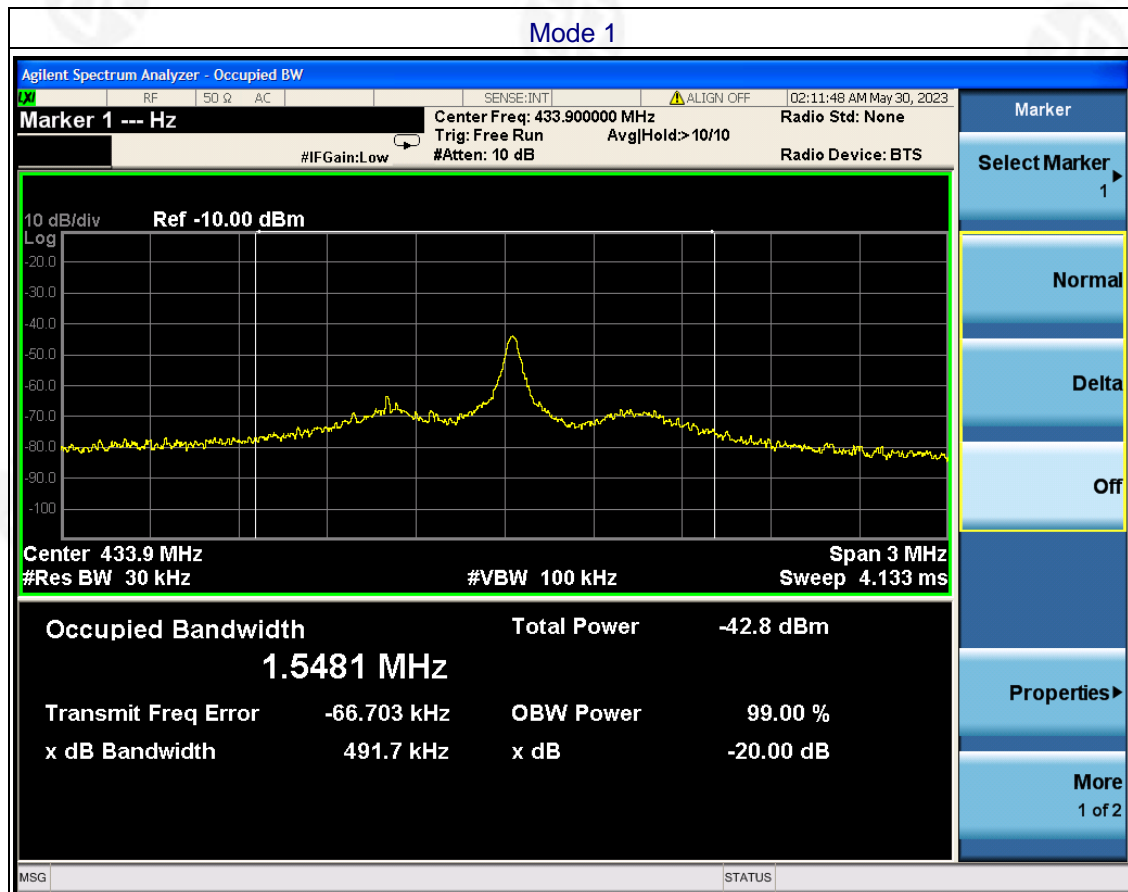 Mode 1
Agilent Spectrum Analyzer - Occupied BW
LXI RF 50 Ω AC SENSE:INT ALIGN OFF 02:11:48 AM May 30, 2023
Marker 1 --- Hz
Center Freq: 433.900000 MHz
Radio Std: None
Trig: Free Run Avg|Hold:> 10/10
#IFGain:Low
#Atten: 10 dB
Radio Device: BTS
10 dB/div Ref -10.00 dBm
Log
-20.0
-30.0
-40.0
-50.0
-60.0
-70.0
-80.0
-90.0
-100
Center 433.9 MHz Span 3 MHz
#Res BW 30 kHz #VBW 100 kHz Sweep 4.133 ms
Occupied Bandwidth Total Power -42.8 dBm
1.5481 MHz
Transmit Freq Error -66.703 kHz OBW Power 99.00 %
x dB Bandwidth 491.7 kHz x dB -20.00 dB
Marker
Select Marker
1
Normal
Delta
Off
Properties
More
1 of 2
MSG STATUS